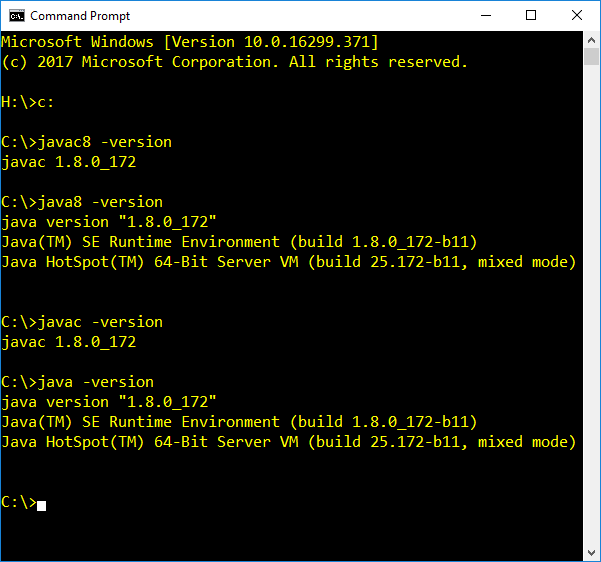 Command Prompt
Microsoft Windows [Version 10.0.16299.371]
(c) 2017 Microsoft Corporation. All rights reserved.
H:\>c:
C:\>javac8 -version
javac 1.8.0_172
C:\>java8 -version
java version "1.8.0_172"
Java(TM) SE Runtime Environment (build 1.8.0_172-b11)
Java HotSpot(TM) 64-Bit Server VM (build 25.172-b11, mixed mode)
C:\>javac -version
javac 1.8.0_172
C:\>java -version
java version "1.8.0_172"
Java(TM) SE Runtime Environment (build 1.8.0_172-b11)
Java HotSpot(TM) 64-Bit Server VM (build 25.172-b11, mixed mode)
C:\>